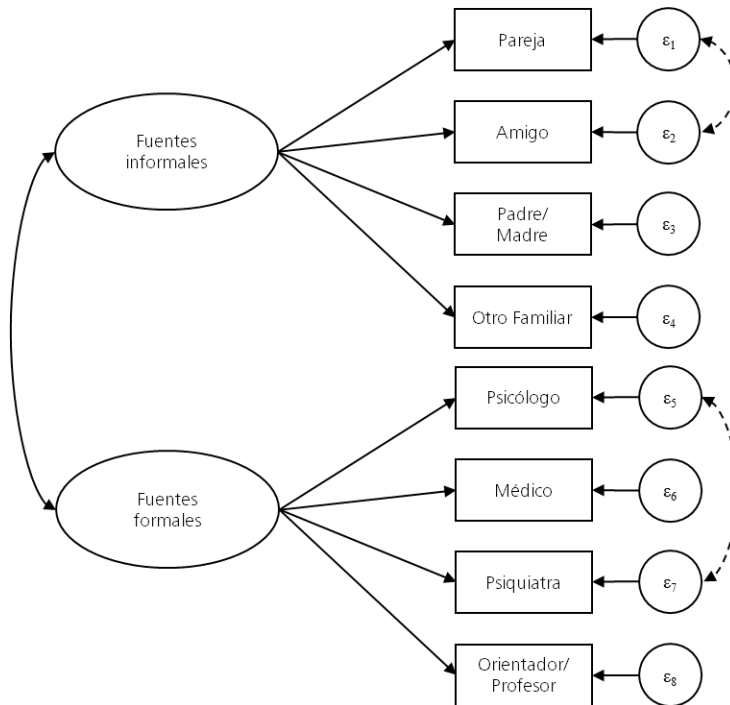 Pareja
ε1
Fuentes
informales
Amigo
ε2
Padre/
Madre
ε3
Otro Familiar
ε4
Psicólogo
ε5
Fuentes
formales
Médico
ε6
Psiquiatra
ε7
Orientador/
Profesor
ε8